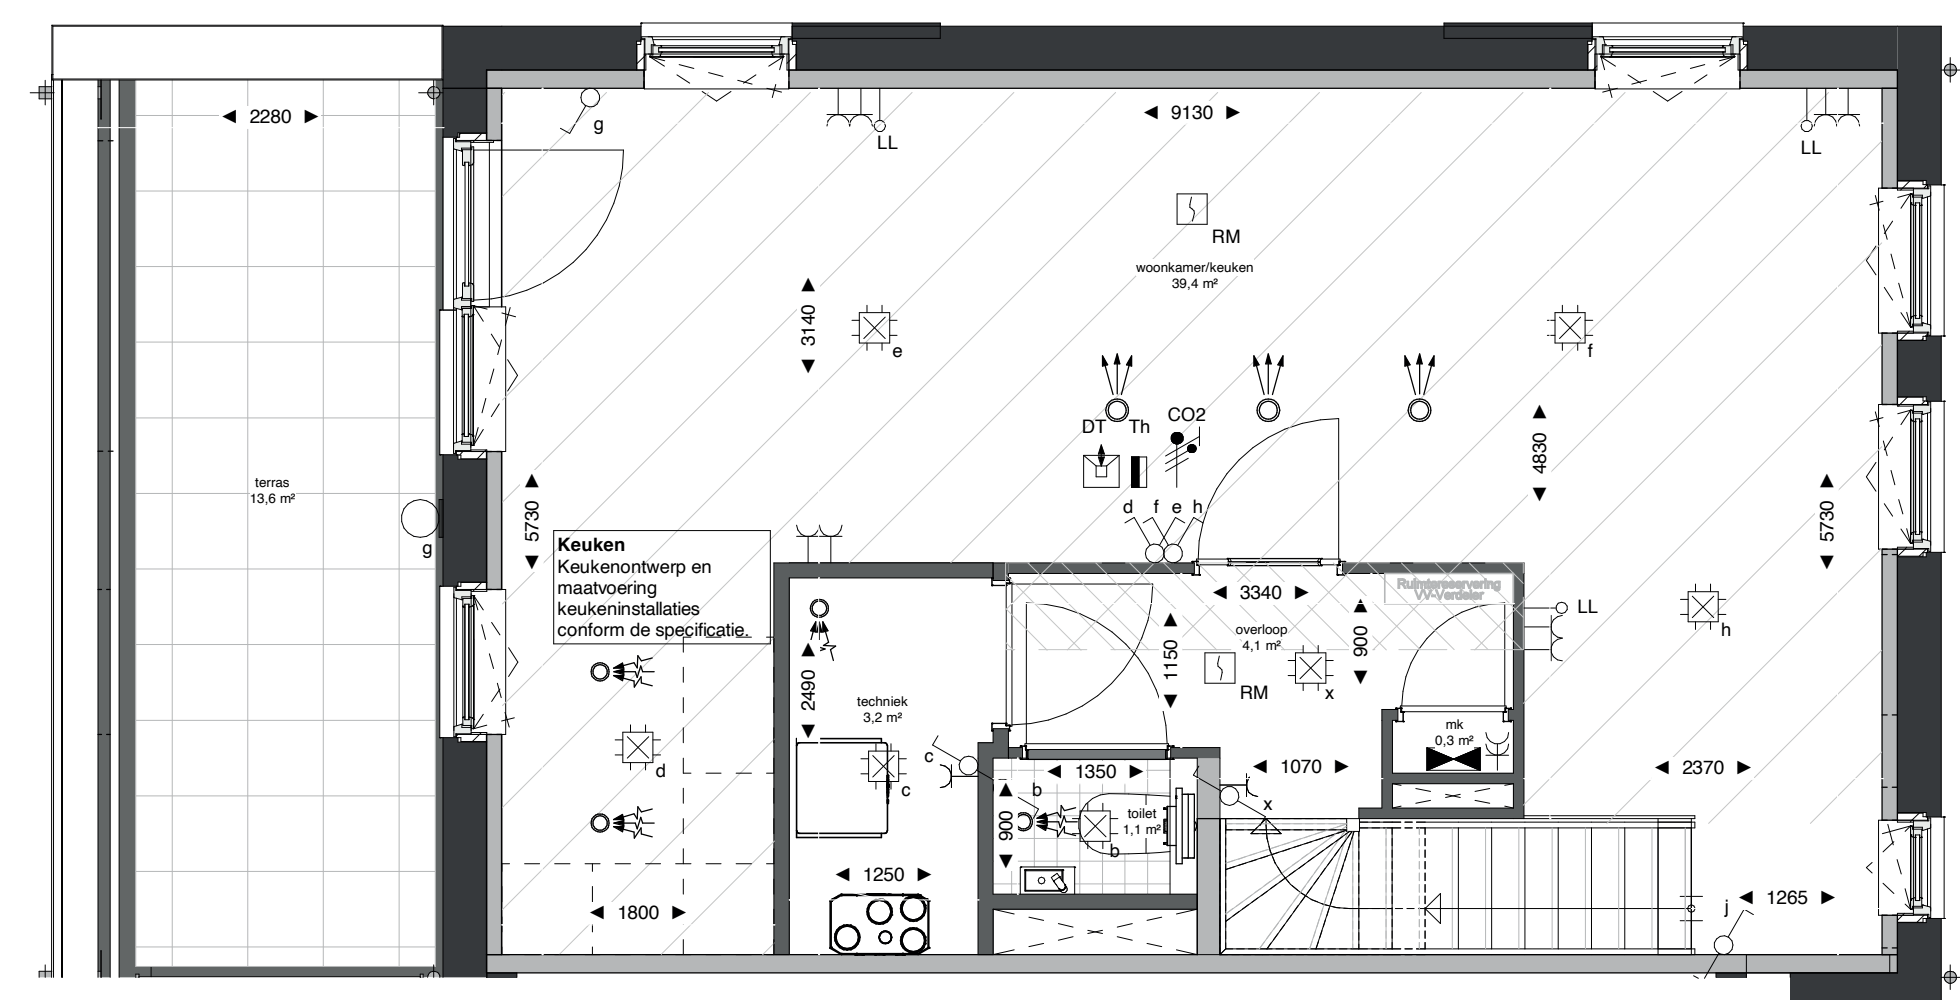 2280
g
LL
9130
LL
RM
woonkamer/keuken
39,4 m²
3140
e
f
CO2
DT
Th
4830
terras
13,6 m²
g
5730
d
f
e
h
5730
Keuken
Keukenontwerp en
maatvoering
keukeninstallaties
conform de specificatie.
3340
Ruimtereservering
VV-Verdeler
LL
h
overloop
4,1 m²
1150
900
RM
x
2490
techniek
3,2 m²
mk
0,3 m²
d
c
c
1350
1070
2370
b
900
toilet
1,1 m²
b
x
1250
1800
j
1265